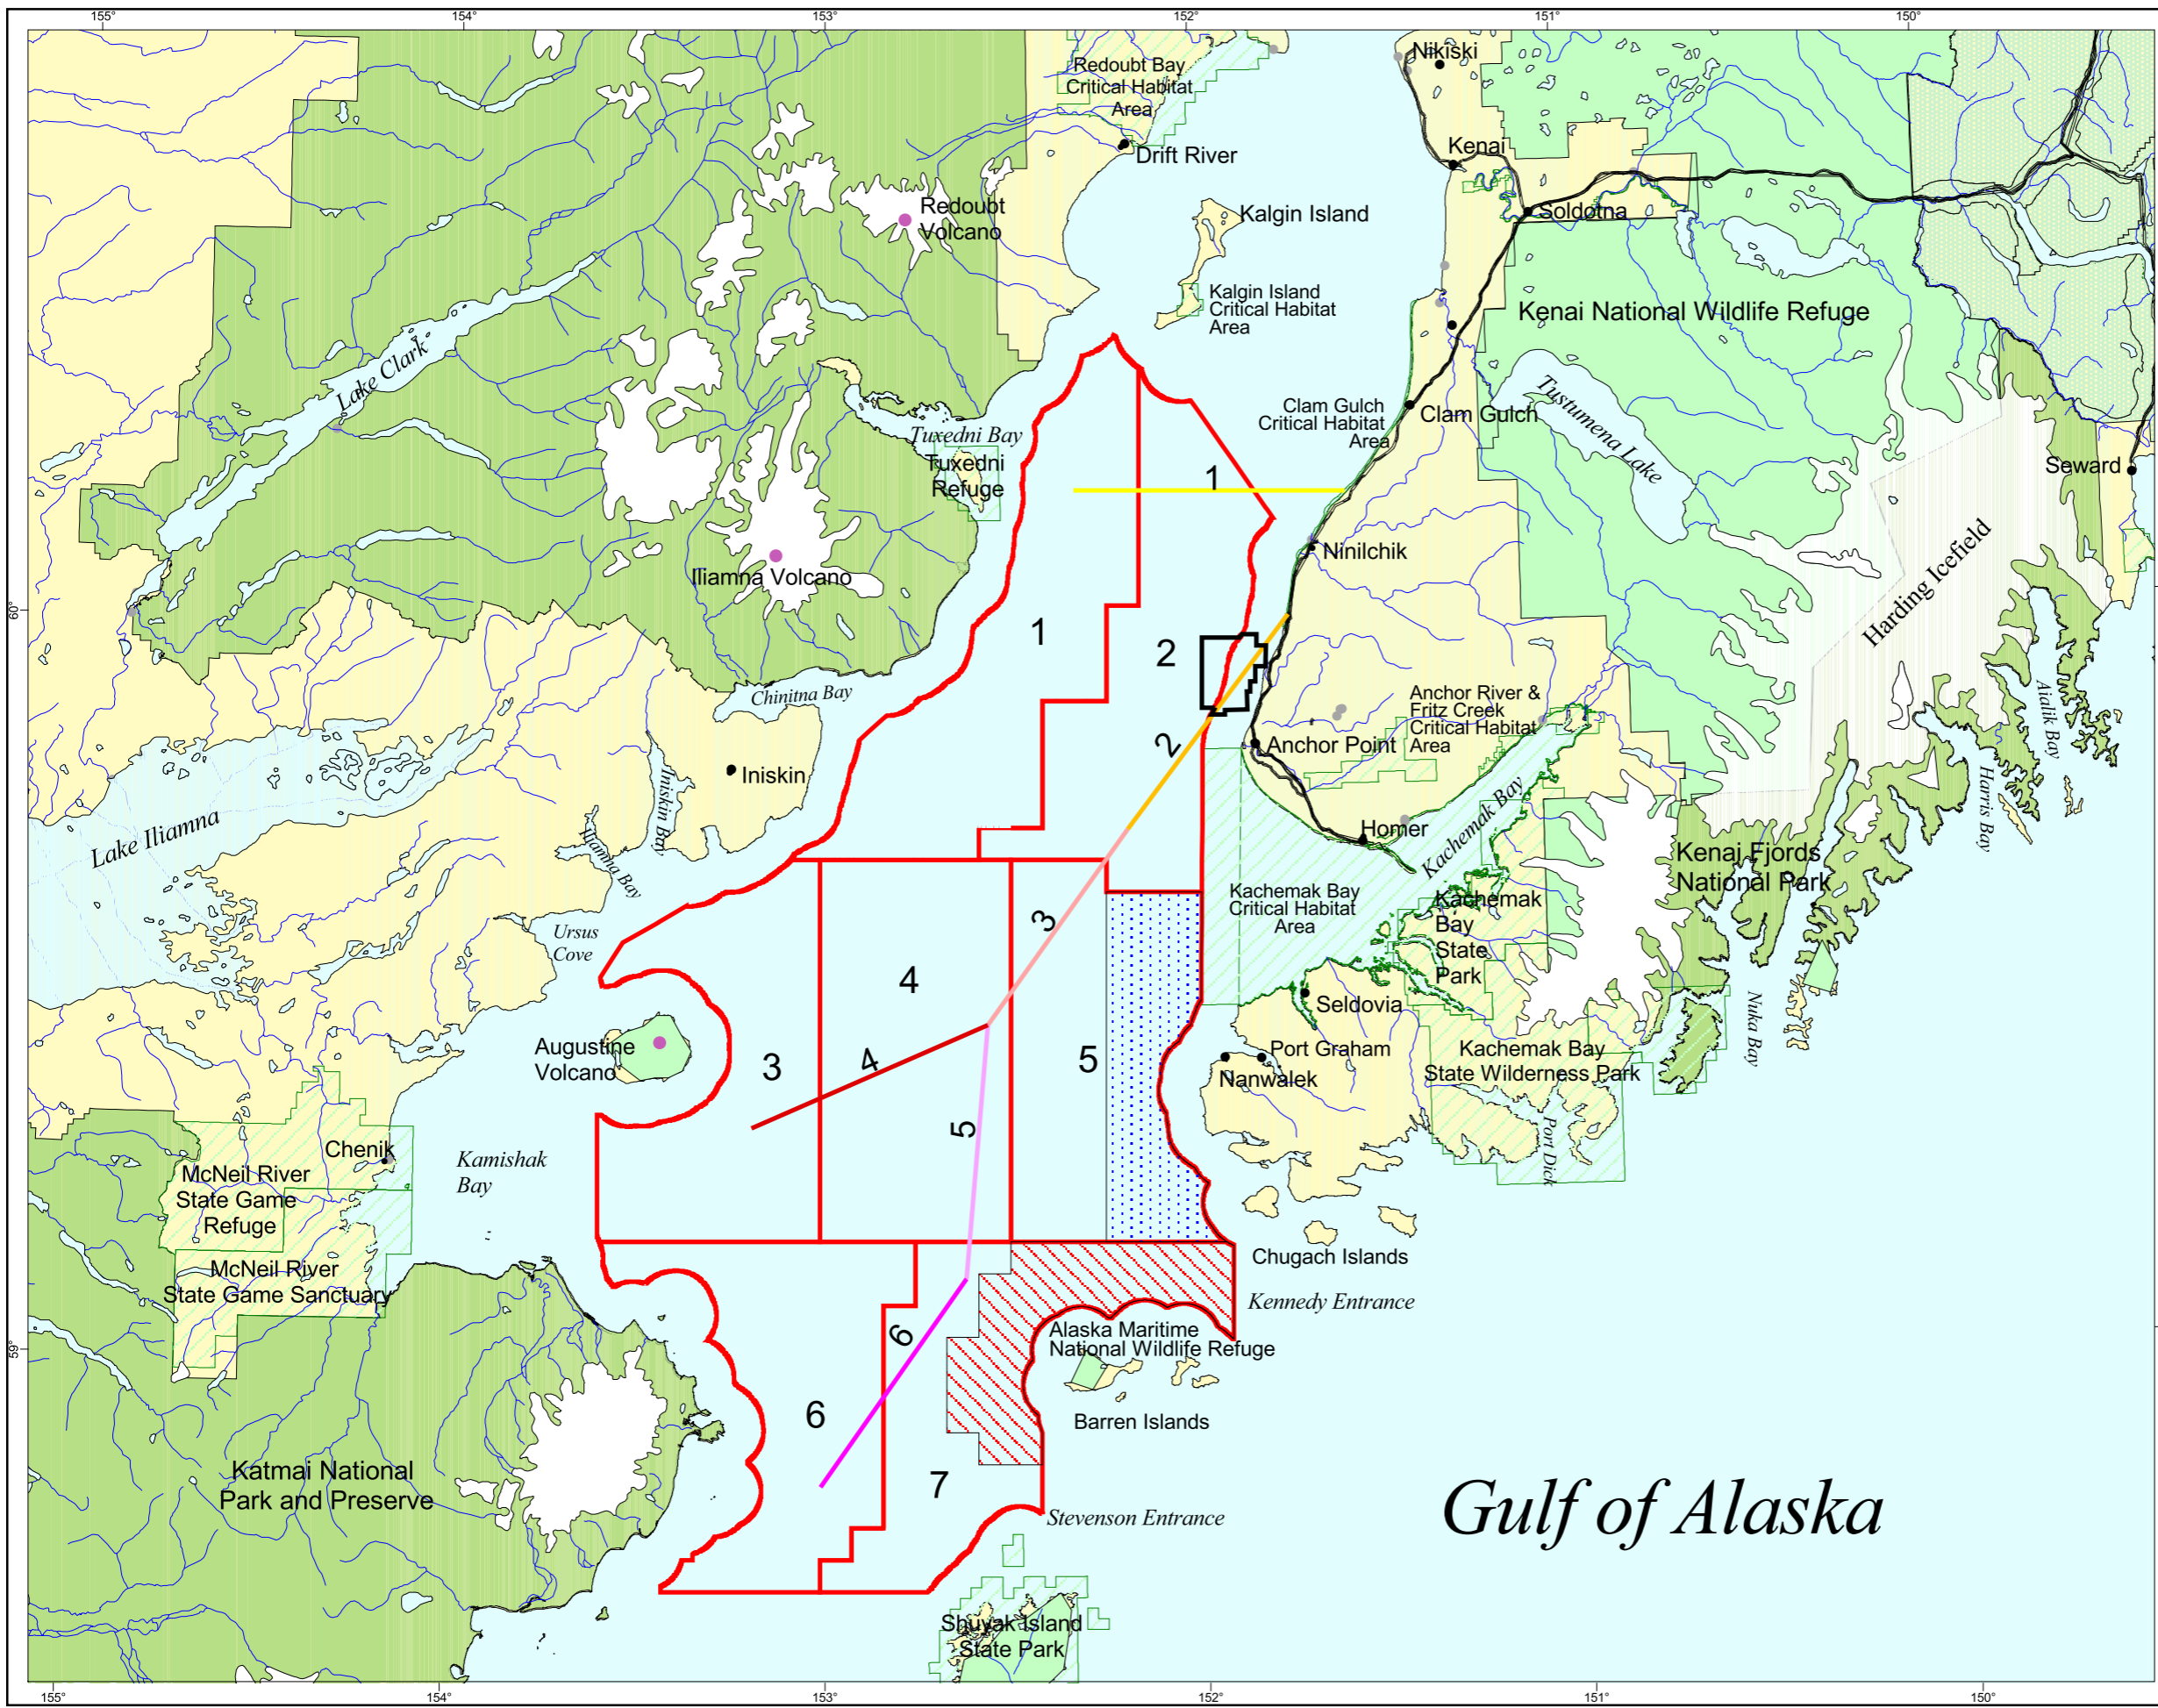 155°
154°
153°
152°
151°
150°
Nikiski
Redoubt Bay
Critical Habitat
Area
Drift River
Kenai
Soldotna
Redoubt
Volcano
Kalgin Island
Kalgin Island
Critical Habitat
Area
Kenai National Wildlife Refuge
Lake Clark
Tustumena Lake
Clam Gulch
Critical Habitat
Area
Clam Gulch
Tuxedni Bay
Tuxedni
Refuge
Seward
1
Ninilchik
Iliamna Volcano
Harding Icefield
60°
1
2
Chinitna Bay
Anchor River &
Fritz Creek
Critical Habitat
Area
Aialik Bay
2
Anchor Point
Iniskin
Iniskin Bay
Harris Bay
Lake Iliamna
Iliamna Bay
Homer
Kachemak Bay
Kenai Fjords
National Park
Kachemak Bay
Critical Habitat
Area
Kachemak
Bay
State
Park
3
Ursus
Cove
4
Seldovia
Nuka Bay
Augustine
Volcano
3
4
5
Port Graham
Nanwalek
Kachemak Bay
State Wilderness Park
5
Port Dick
Chenik
Kamishak
Bay
McNeil River
State Game
Refuge
Chugach Islands
McNeil River
State Game Sanctuary
Kennedy Entrance
59°
6
Alaska Maritime
National Wildlife Refuge
Barren Islands
6
7
Katmai National
Park and Preserve
Stevenson Entrance
Gulf of Alaska
Shuyak Island
State Park
155°
154°
153°
152°
151°
150°